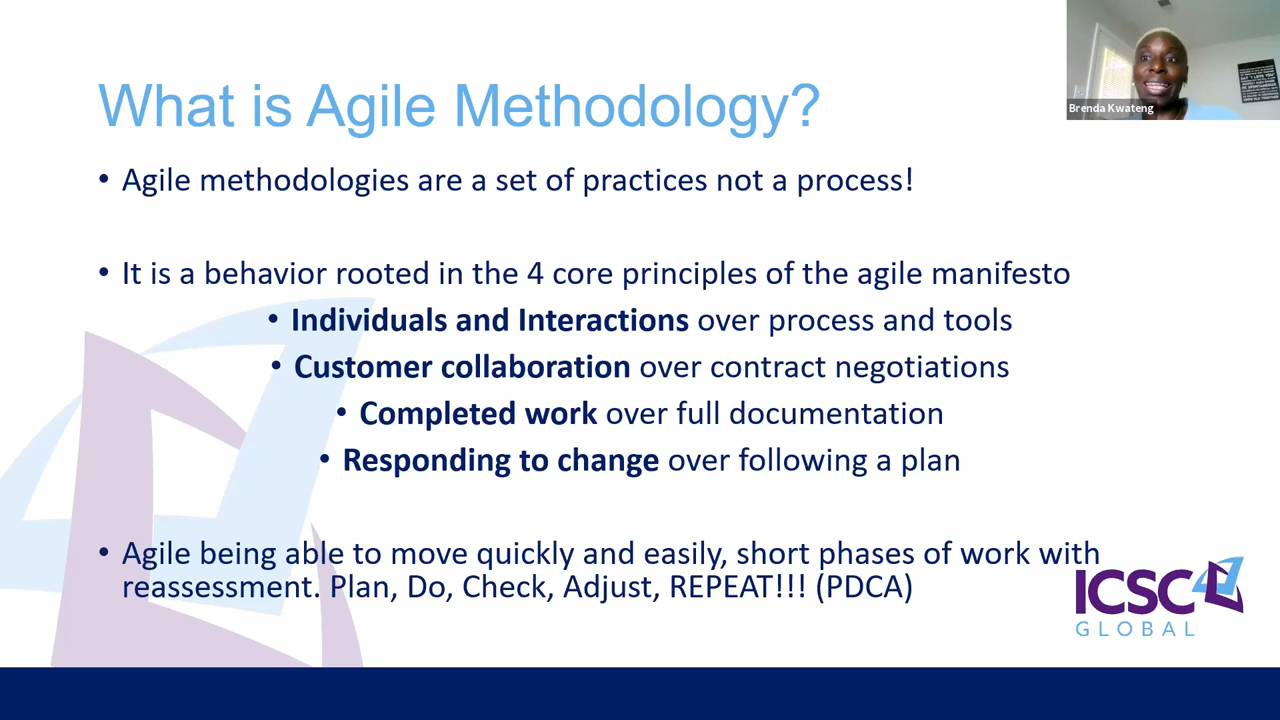 What is Agile Methodology?
Brenda Kwateng
• Agile methodologies are a set of practices not a process!
• It is a behavior rooted in the 4 core principles of the agile manifesto
• Individuals and Interactions over process and tools
• Customer collaboration over contract negotiations
• Completed work over full documentation
• Responding to change over following a plan
• Agile being able to move quickly and easily, short phases of work with
reassessment. Plan, Do, Check, Adjust, REPEAT!!! (PDCA)
ICSC
GLOBAL